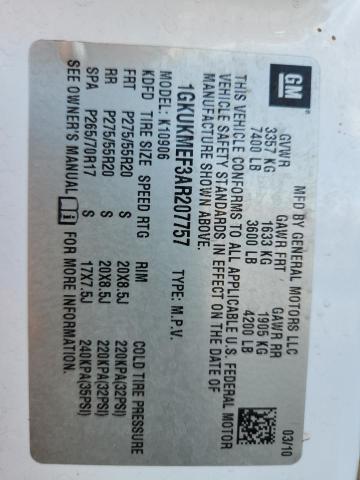 GM
MFD BY GENERAL MOTORS LLC 03/10
GVWR GAWR FRT GAWR RR
3357 KG 1633 KG 1905 KG
7400 LB 3600 LB 4200 LB
THIS VEHICLE CONFORMS TO ALL APPLICABLE U.S. FEDERAL MOTOR
VEHICLE SAFETY STANDARDS IN EFFECT ON THE DATE OF
MANUFACTURE SHOWN ABOVE.
1GKUKMEF3AR207757 TYPE: M.P.V.
MODEL: K10906
KDFD TIRE SIZE SPEED RTG RIM COLD TIRE PRESSURE
FRT P275/55R20 S 20X8.5J 220KPA(32PSI)
RR P275/55R20 S 20X8.5J 220KPA(32PSI)
SPA P265/70R17 S 17X7.5J 240KPA(35PSI)
SEE OWNER'S MANUAL FOR MORE INFORMATION.